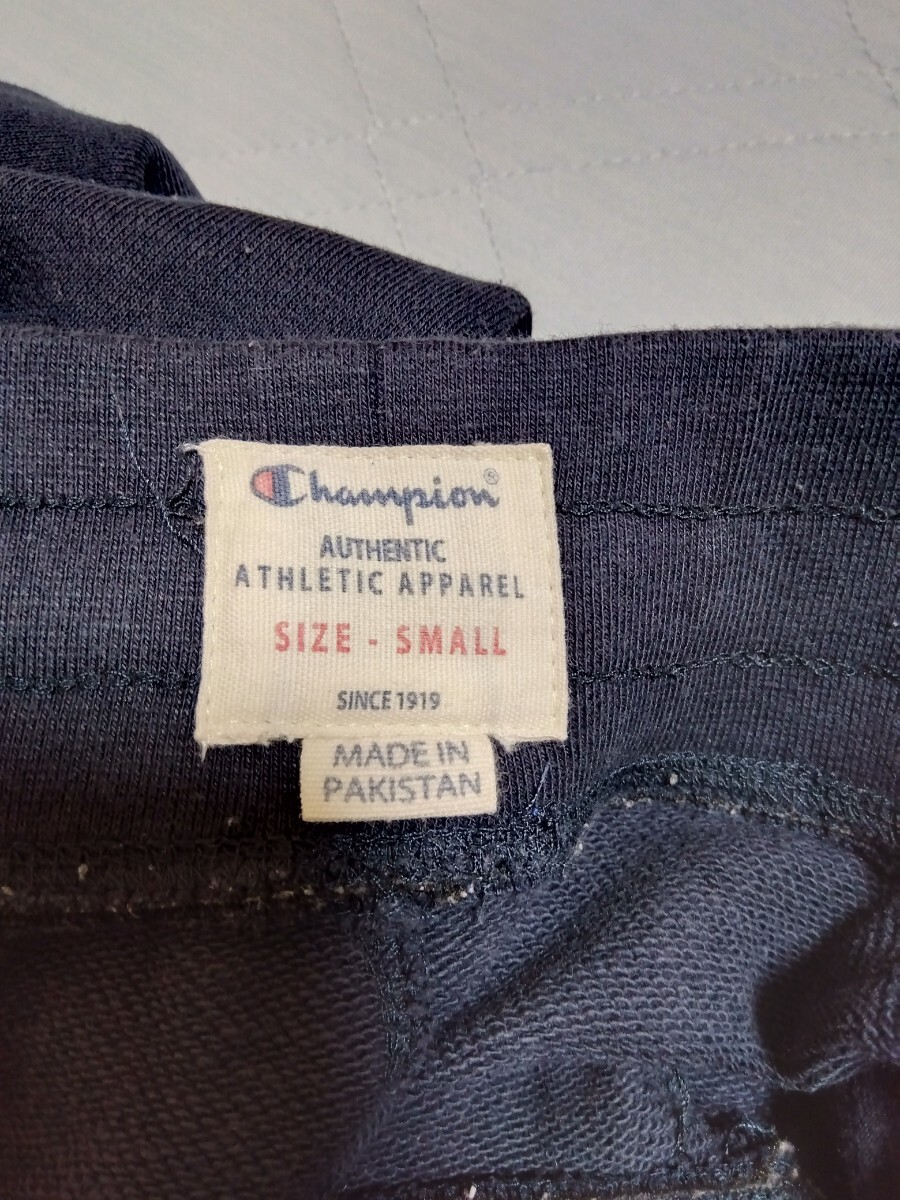 Champion®
AUTHENTIC
ATHLETIC APPAREL
SIZE - SMALL
SINCE 1919
MADE IN
PAKISTAN